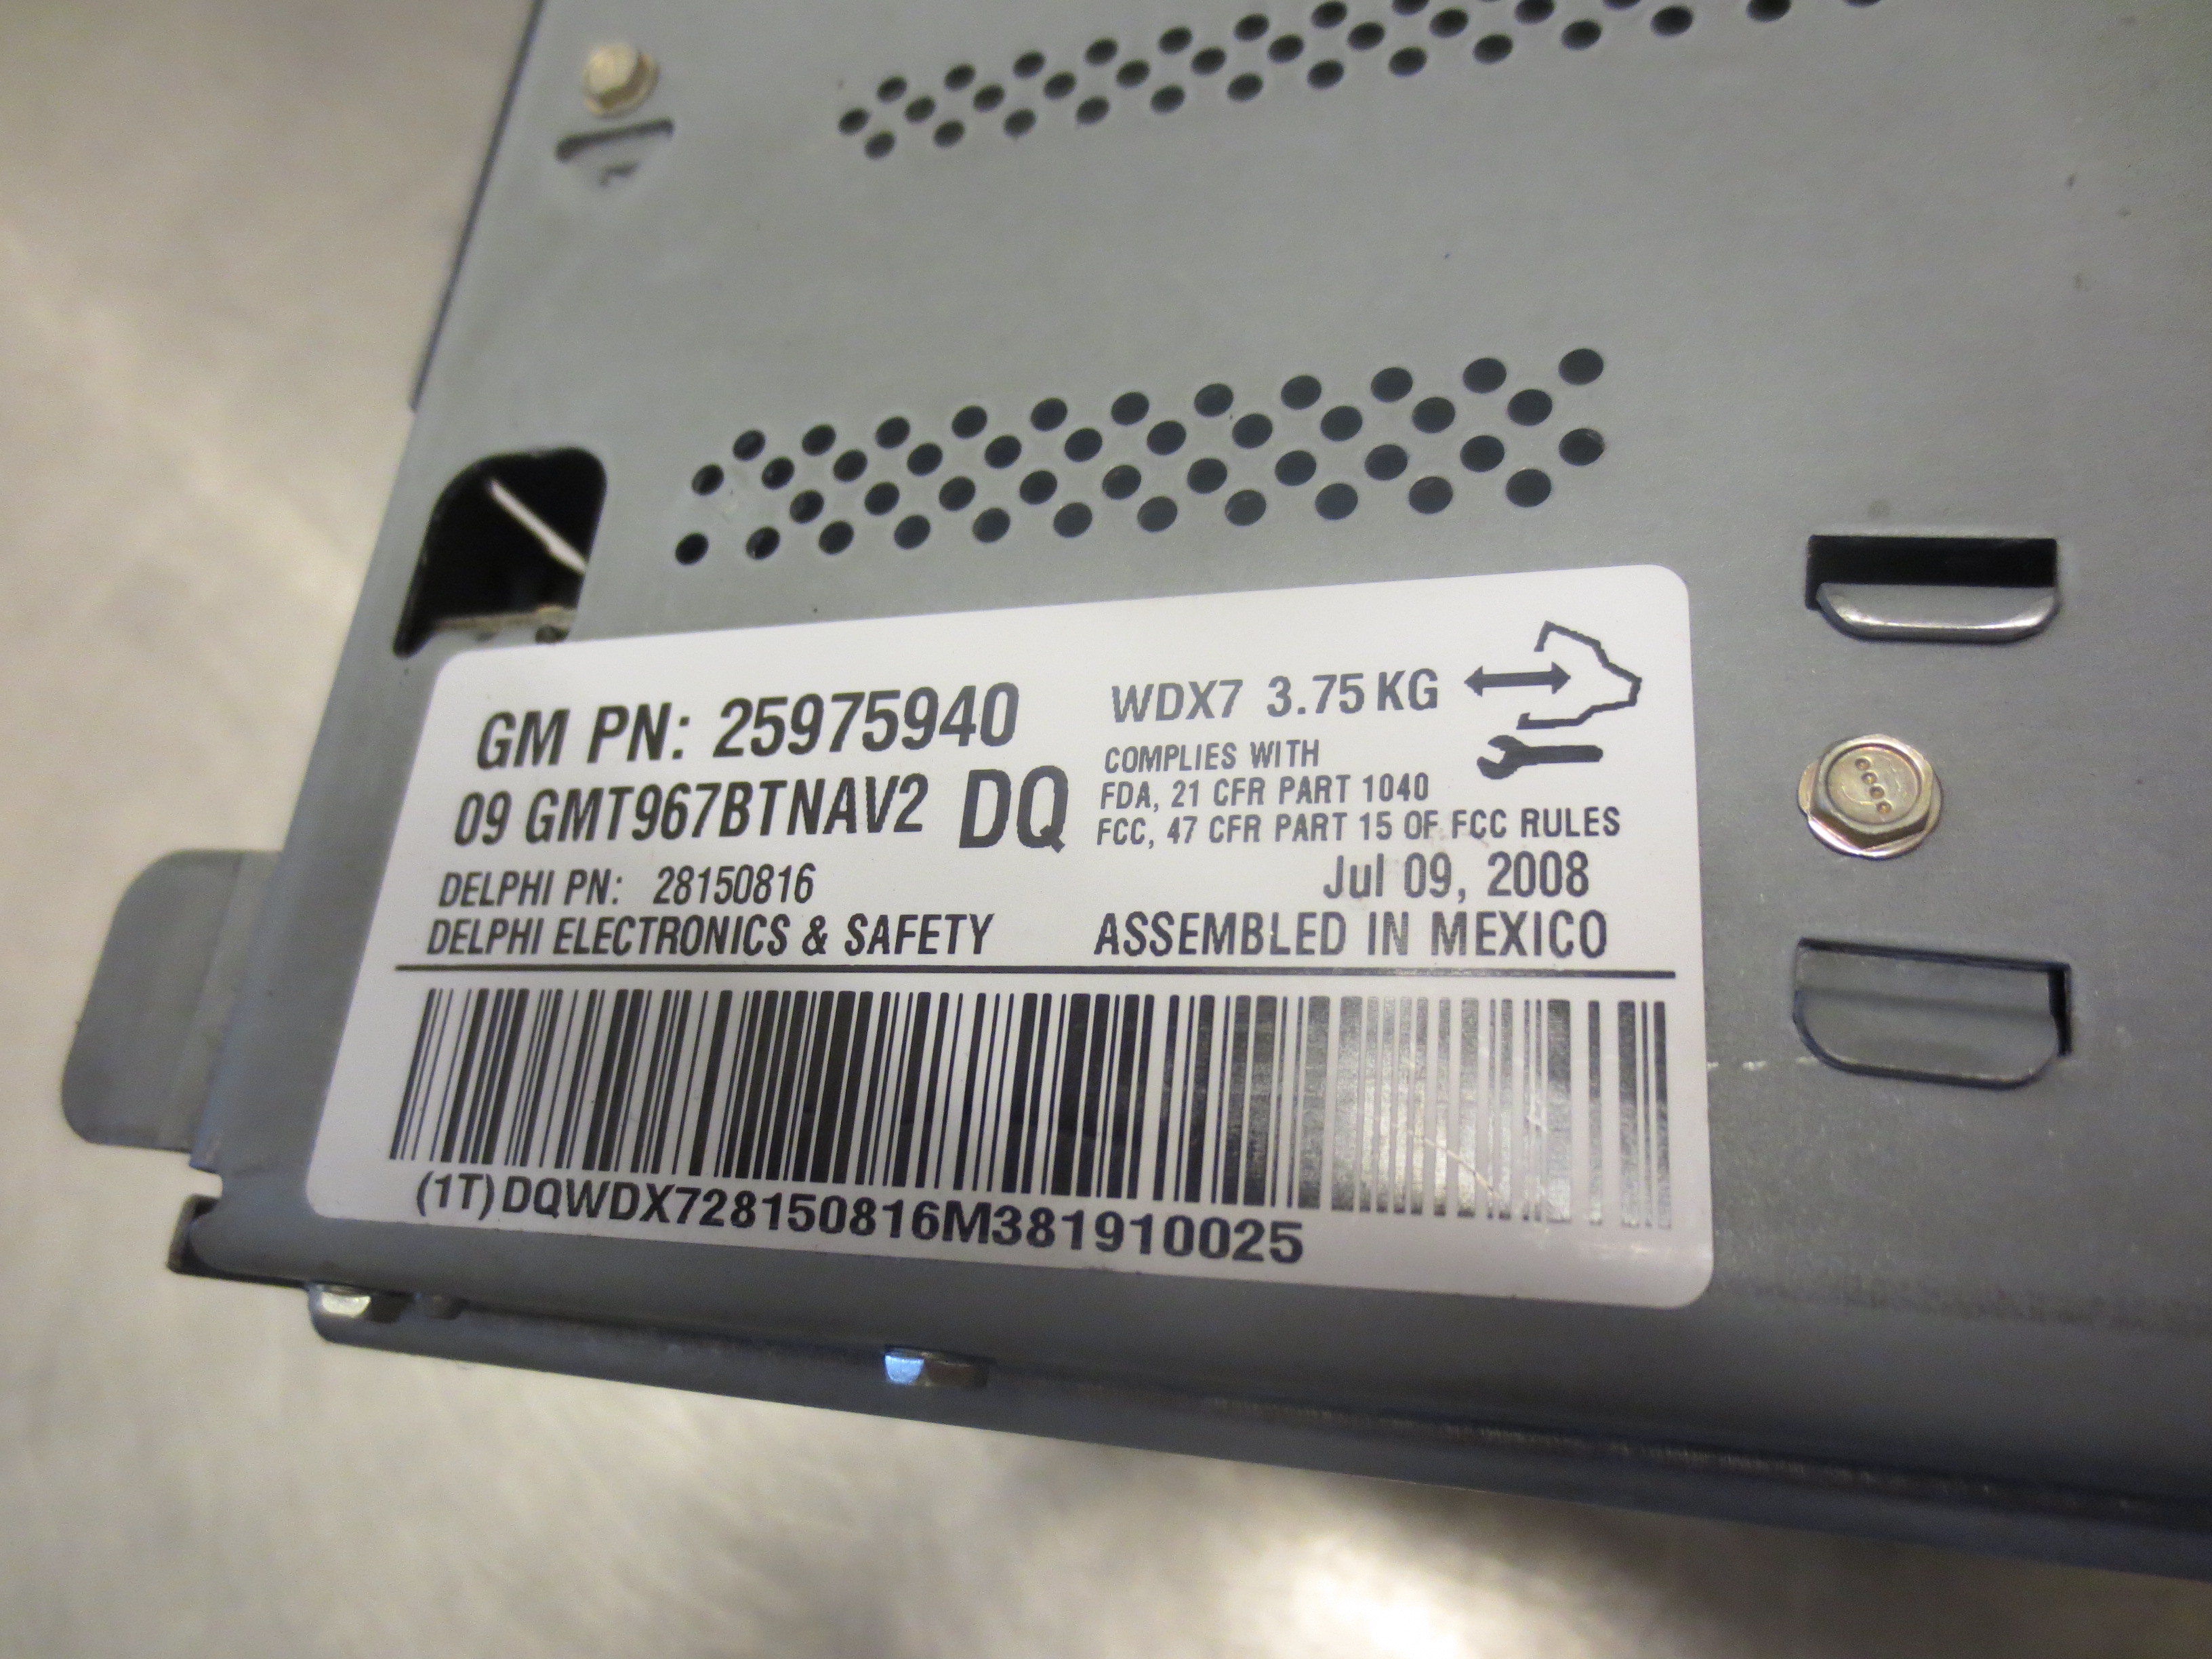 GM PN: 25975940
09 GMT967BTNAV2 DQ
DELPHI PN: 28150816
DELPHI ELECTRONICS & SAFETY
WDX7 3.75 KG
COMPLIES WITH
FDA, 21 CFR PART 1040
FCC, 47 CFR PART 15 OF FCC RULES
Jul 09, 2008
ASSEMBLED IN MEXICO
(1T) DQWDX728150816M381910025